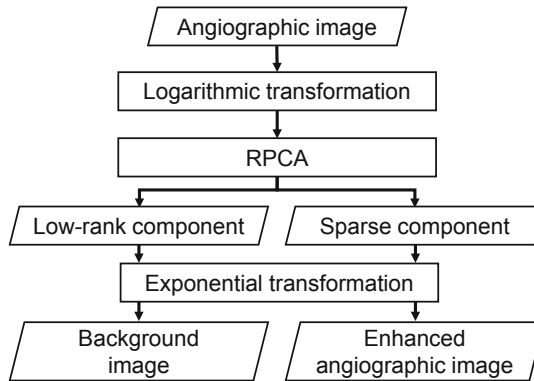 Angiographic image
Logarithmic transformation
RPCA
Low-rank component
Sparse component
Exponential transformation
Background
image
Enhanced
angiographic image